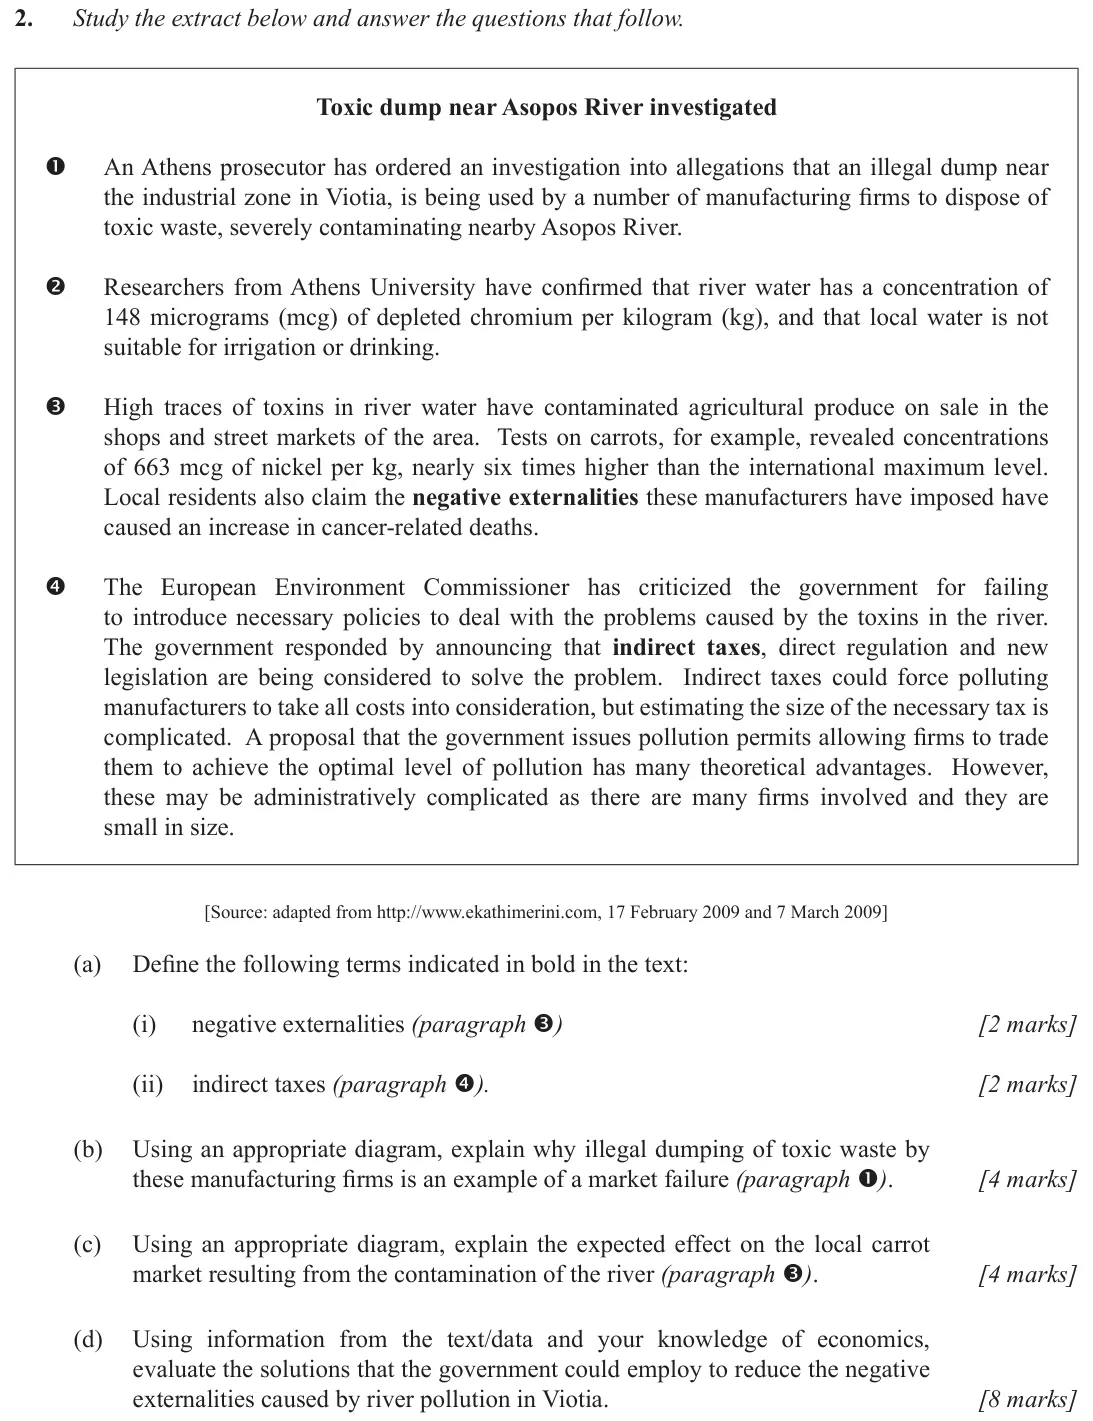 2. Study the extract below and answer the questions that follow.
Toxic dump near Asopos River investigated
❶ An Athens prosecutor has ordered an investigation into allegations that an illegal dump near
the industrial zone in Viotia, is being used by a number of manufacturing firms to dispose of
toxic waste, severely contaminating nearby Asopos River.
❷ Researchers from Athens University have confirmed that river water has a concentration of
148 micrograms (mcg) of depleted chromium per kilogram (kg), and that local water is not
suitable for irrigation or drinking.
❸ High traces of toxins in river water have contaminated agricultural produce on sale in the
shops and street markets of the area. Tests on carrots, for example, revealed concentrations
of 663 mcg of nickel per kg, nearly six times higher than the international maximum level.
Local residents also claim the negative externalities these manufacturers have imposed have
caused an increase in cancer-related deaths.
❹ The European Environment Commissioner has criticized the government for failing
to introduce necessary policies to deal with the problems caused by the toxins in the river.
The government responded by announcing that indirect taxes, direct regulation and new
legislation are being considered to solve the problem. Indirect taxes could force polluting
manufacturers to take all costs into consideration, but estimating the size of the necessary tax is
complicated. A proposal that the government issues pollution permits allowing firms to trade
them to achieve the optimal level of pollution has many theoretical advantages. However,
these may be administratively complicated as there are many firms involved and they are
small in size.
[Source: adapted from http://www.ekathimerini.com, 17 February 2009 and 7 March 2009]
(a) Define the following terms indicated in bold in the text:
(i) negative externalities (paragraph ❸) [2 marks]
(ii) indirect taxes (paragraph ❹). [2 marks]
(b) Using an appropriate diagram, explain why illegal dumping of toxic waste by
these manufacturing firms is an example of a market failure (paragraph ❶). [4 marks]
(c) Using an appropriate diagram, explain the expected effect on the local carrot
market resulting from the contamination of the river (paragraph ❸). [4 marks]
(d) Using information from the text/data and your knowledge of economics,
evaluate the solutions that the government could employ to reduce the negative
externalities caused by river pollution in Viotia. [8 marks]